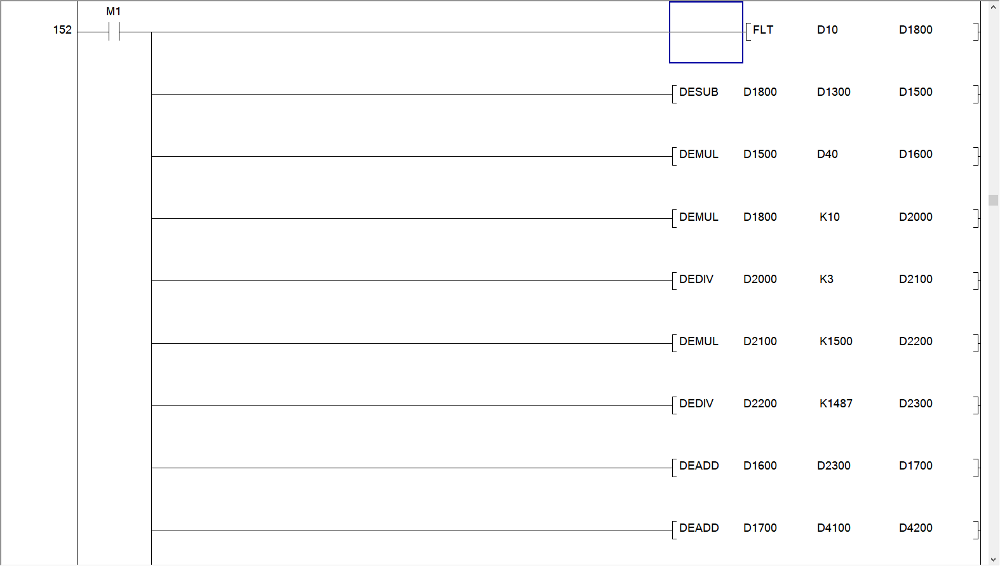 M1
152 FLT D10 D1800
DESUB D1800 D1300 D1500
DEMUL D1500 D40 D1600
DEMUL D1800 K10 D2000
DEDIV D2000 K3 D2100
DEMUL D2100 K1500 D2200
DEDIV D2200 K1487 D2300
DEADD D1600 D2300 D1700
DEADD D1700 D4100 D4200